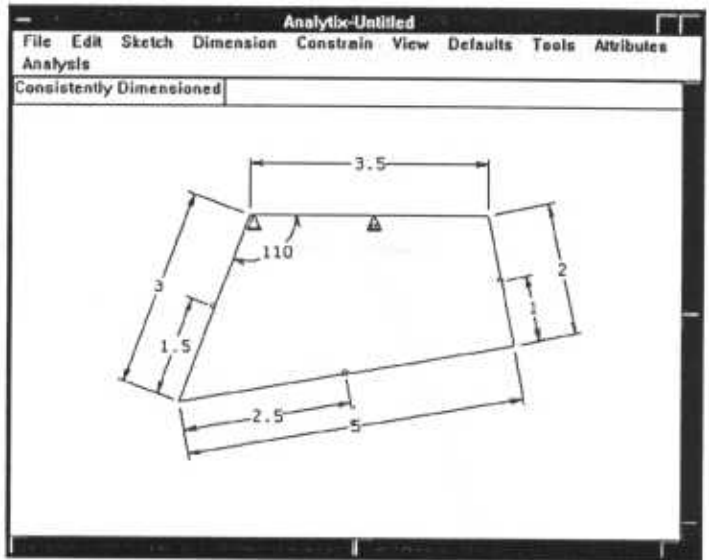 Analytix-Untitled
File Edit Sketch Dimension Constrain View Defaults Tools Attributes
Analysis
Consistently Dimensioned
3.5
110
3
2
1
1.5
2.5
5